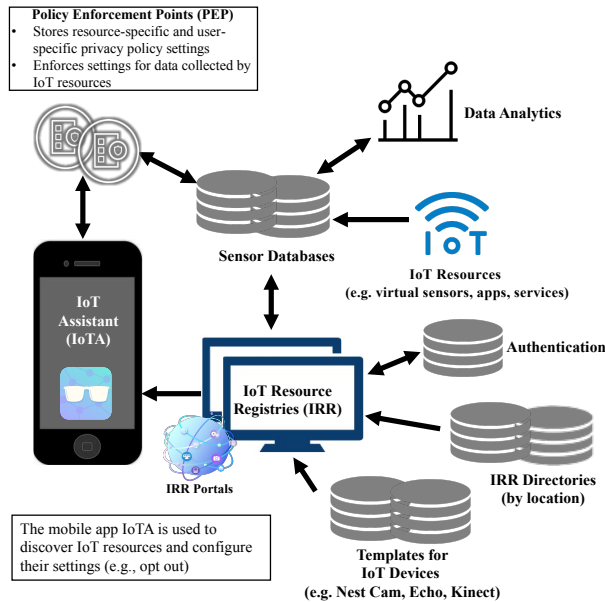 Policy Enforcement Points (PEP)
• Stores resource-specific and user-
specific privacy policy settings
• Enforces settings for data collected by
IoT resources
Data Analytics
Sensor Databases
IoT
IoT Resources
(e.g. virtual sensors, apps, services)
IoT
Assistant
(IoTA)
IoT Resource
Registries (IRR)
Authentication
IRR Portals
IRR Directories
(by location)
The mobile app IoTA is used to
discover IoT resources and configure
their settings (e.g., opt out)
Templates for
IoT Devices
(e.g. Nest Cam, Echo, Kinect)